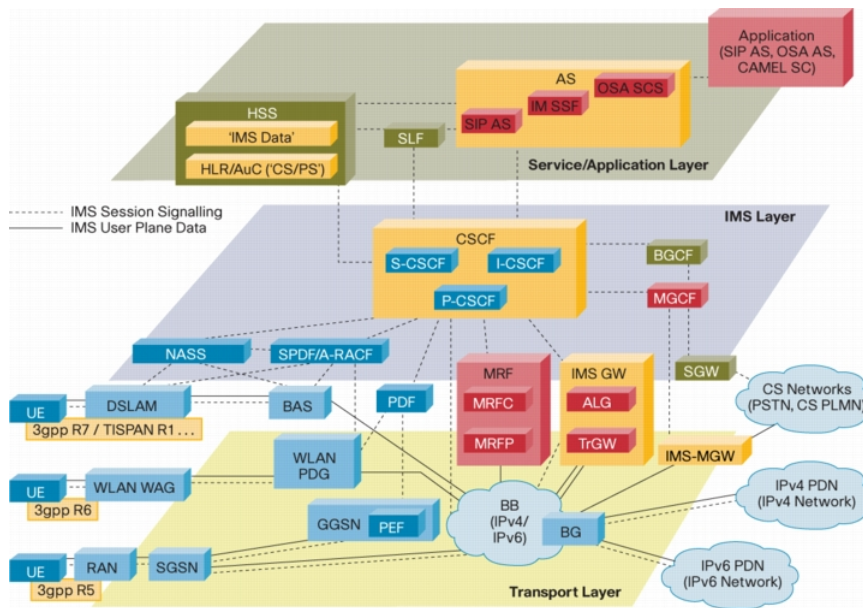 Application
(SIP AS, OSA AS,
CAMEL SC)
AS
OSA SCS
IM SSF
SIP AS
HSS
'IMS Data'
HLR/AuC ('CS/PS')
SLF
Service/Application Layer
IMS Session Signalling
IMS User Plane Data
IMS Layer
CSCF
S-CSCF
I-CSCF
P-CSCF
BGCF
MGCF
NASS
SPDF/A-RACF
MRF
MRFC
MRFP
IMS GW
ALG
TrGW
SGW
CS Networks
(PSTN, CS PLMN)
UE
DSLAM
BAS
PDF
3gpp R7 / TISPAN R1 ...
IMS-MGW
WLAN
PDG
UE
WLAN WAG
3gpp R6
IPv4 PDN
(IPv4 Network)
BB
(IPv4/
IPv6)
GGSN
PEF
BG
UE
RAN
SGSN
3gpp R5
IPv6 PDN
(IPv6 Network)
Transport Layer